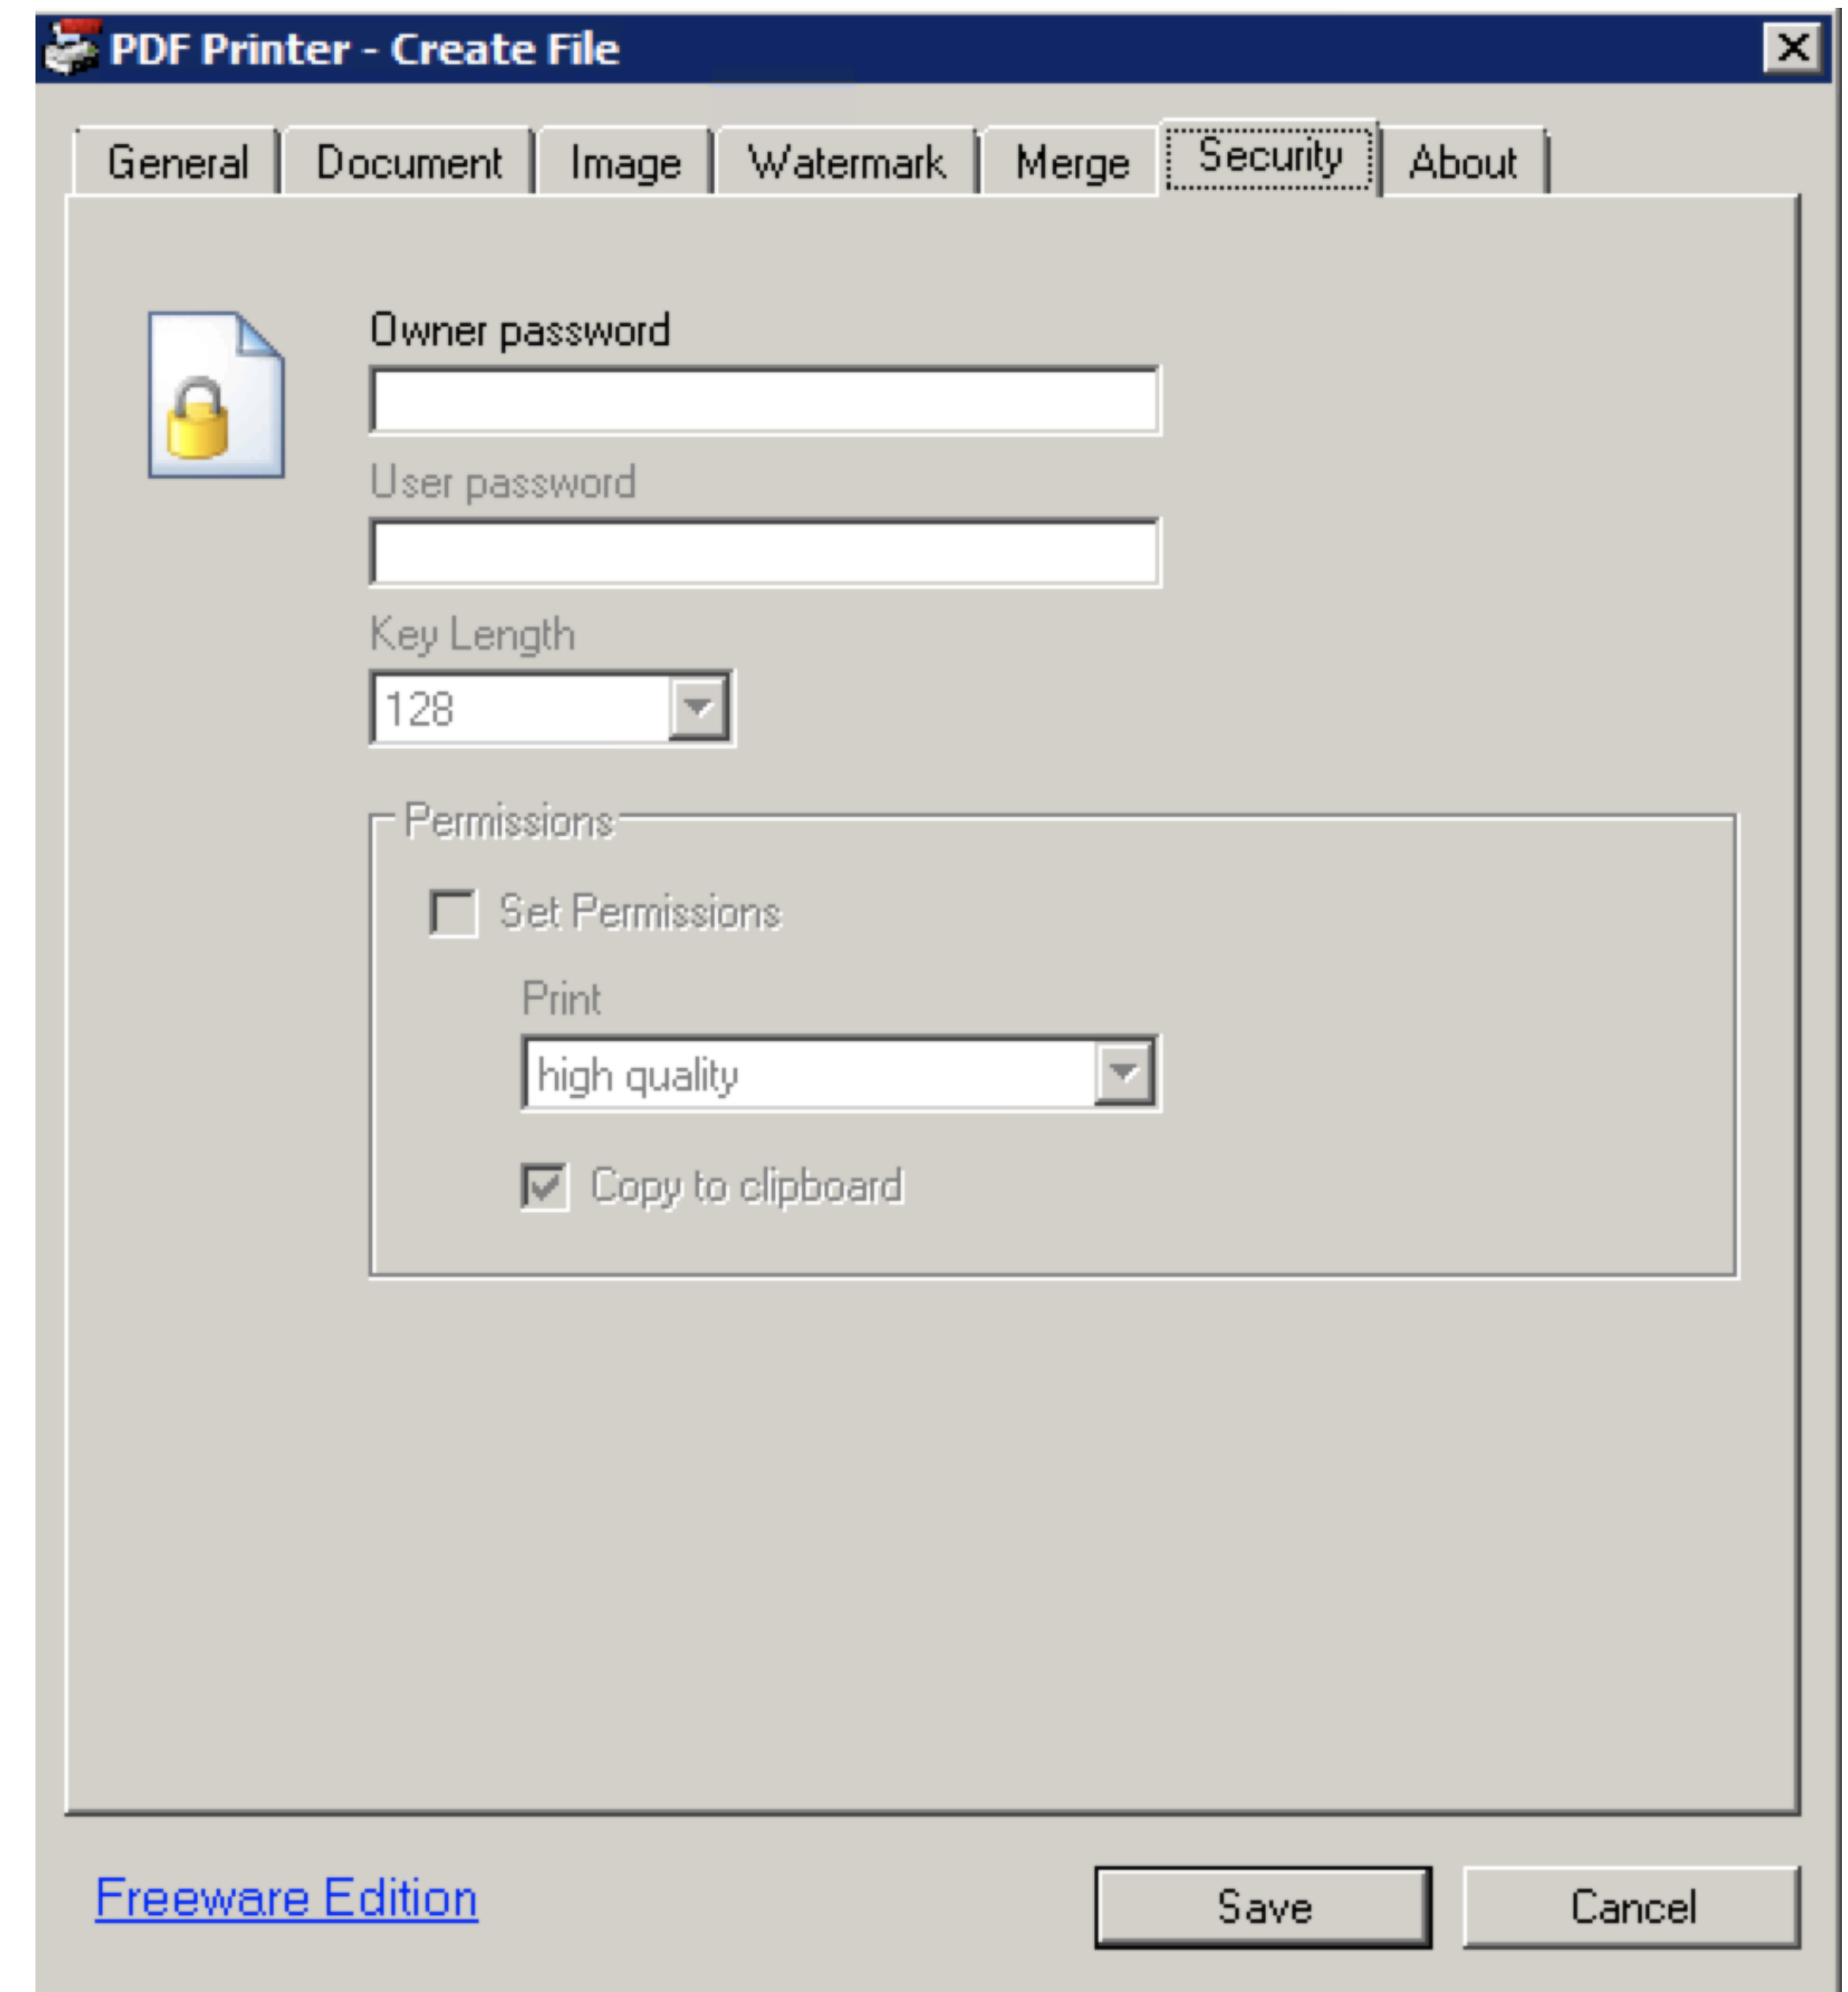 PDF Printer - Create File
General Document Image Watermark Merge Security About
Owner password
User password
Key Length
128
Permissions
Set Permissions
Print
high quality
Copy to clipboard
Freeware Edition Save Cancel